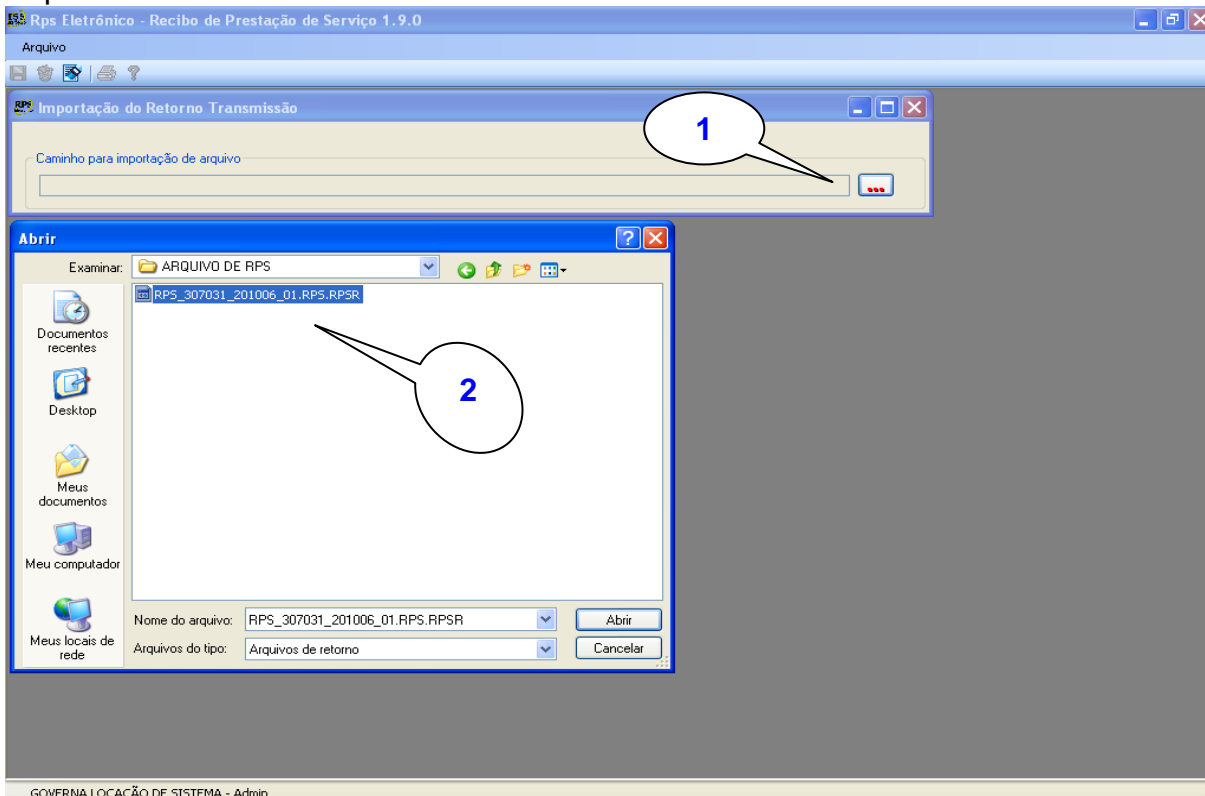 Rps Eletrônico - Recibo de Prestação de Serviço 1.9.0
Arquivo
Importação do Retorno Transmissão
1
Caminho para importação de arquivo
...
Abrir
Examinar: ARQUIVO DE RPS
RPS_307031_201006_01.RPS.RPSR
2
Documentos
recentes
Desktop
Meus
documentos
Meu computador
Meus locais de
rede
Nome do arquivo: RPS_307031_201006_01.RPS.RPSR Abrir
Arquivos do tipo: Arquivos de retorno Cancelar
GOVERNA LOCAÇÃO DE SISTEMA - Admin